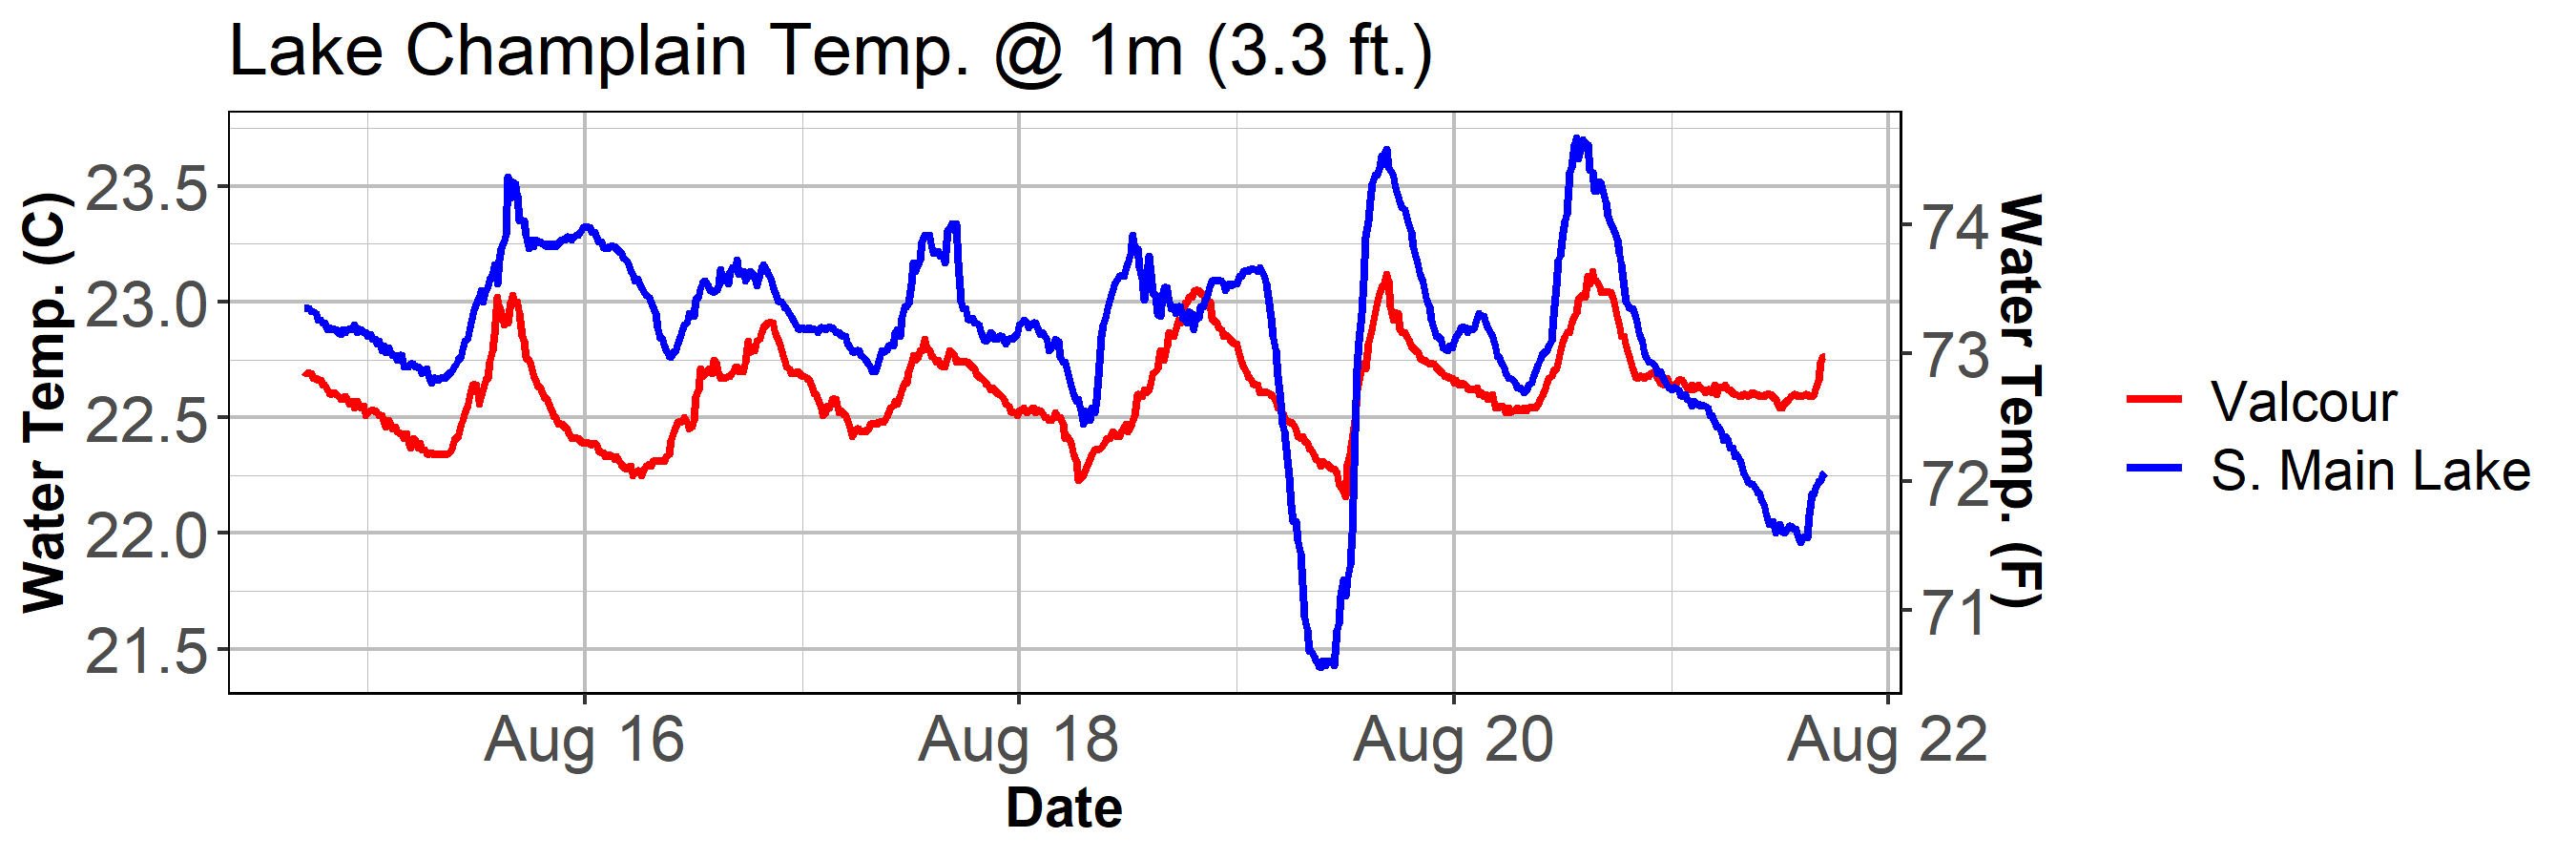 Lake Champlain Temp. @ 1m (3.3 ft.)
Water Temp. (C)
23.5
23.0
22.5
22.0
21.5
74
73
72
71
Water Temp. (F)
Aug 16
Aug 18
Aug 20
Aug 22
Date
Valcour
S. Main Lake